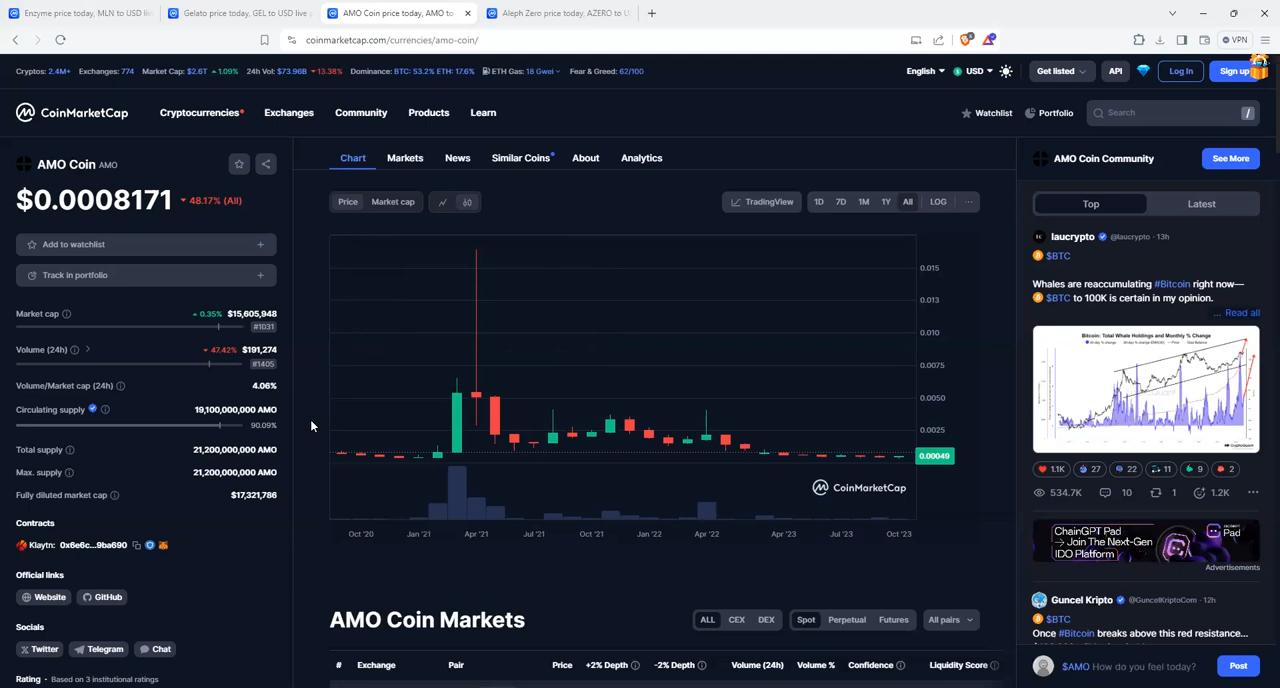 Enzyme price today, MLN to USD li
Gelato price today, GEL to USD live
AMO Coin price today, AMO to
Aleph Zero price today, AZERO to U
coinmarketcap.com/currencies/amo-coin/
VPN
Cryptos: 2.4M+ Exchanges: 774 Market Cap: $2.6T 1.09% 24h Vol: $73.96B 13.38% Dominance: BTC: 53.2% ETH: 17.6% ETH Gas: 18 Gwei Fear & Greed: 62/100
English USD Get listed API Log In Sign up
CoinMarketCap Cryptocurrencies Exchanges Community Products Learn
Watchlist Portfolio Search /
AMO Coin AMO
$0.0008171 48.17% (All)
Add to watchlist +
Track in portfolio +
Market cap 0.35% $15,605,948
#1031
Volume (24h) 47.42% $191,274
#1405
Volume/Market cap (24h) 4.06%
Circulating supply 19,100,000,000 AMO
90.09%
Total supply 21,200,000,000 AMO
Max. supply 21,200,000,000 AMO
Fully diluted market cap $17,321,786
Contracts
Klaytn: 0x6e6c...9ba690
Official links
Website GitHub
Socials
Twitter Telegram Chat
Rating · Based on 3 institutional ratings
Chart Markets News Similar Coins About Analytics
Price Market cap
TradingView 1D 7D 1M 1Y All LOG ...
0.015
0.013
0.010
0.0075
0.0050
0.0025
0.00049
CoinMarketCap
Oct '20 Jan '21 Apr '21 Jul '21 Oct '21 Jan '22 Apr '22 Apr '23 Jul '23 Oct '23
AMO Coin Markets
ALL CEX DEX Spot Perpetual Futures All pairs
# Exchange Pair Price +2% Depth -2% Depth Volume (24h) Volume % Confidence Liquidity Score
AMO Coin Community See More
Top Latest
laucrypto @laucrypto · 13h
$BTC
Whales are reaccumulating #Bitcoin right now—
$BTC to 100K is certain in my opinion.
... Read all
Bitcoin: Total Whale Holdings and Monthly % Change
1.1K 27 22 11 9 2
534.7K 10 1 1.2K ...
ChainGPT Pad
→ Join The Next-Gen
IDO Platform
Pad
Advertisements
Guncel Kripto @GuncelKriptoCom · 12h
$BTC
Once #Bitcoin breaks above this red resistance...
$AMO How do you feel today? Post